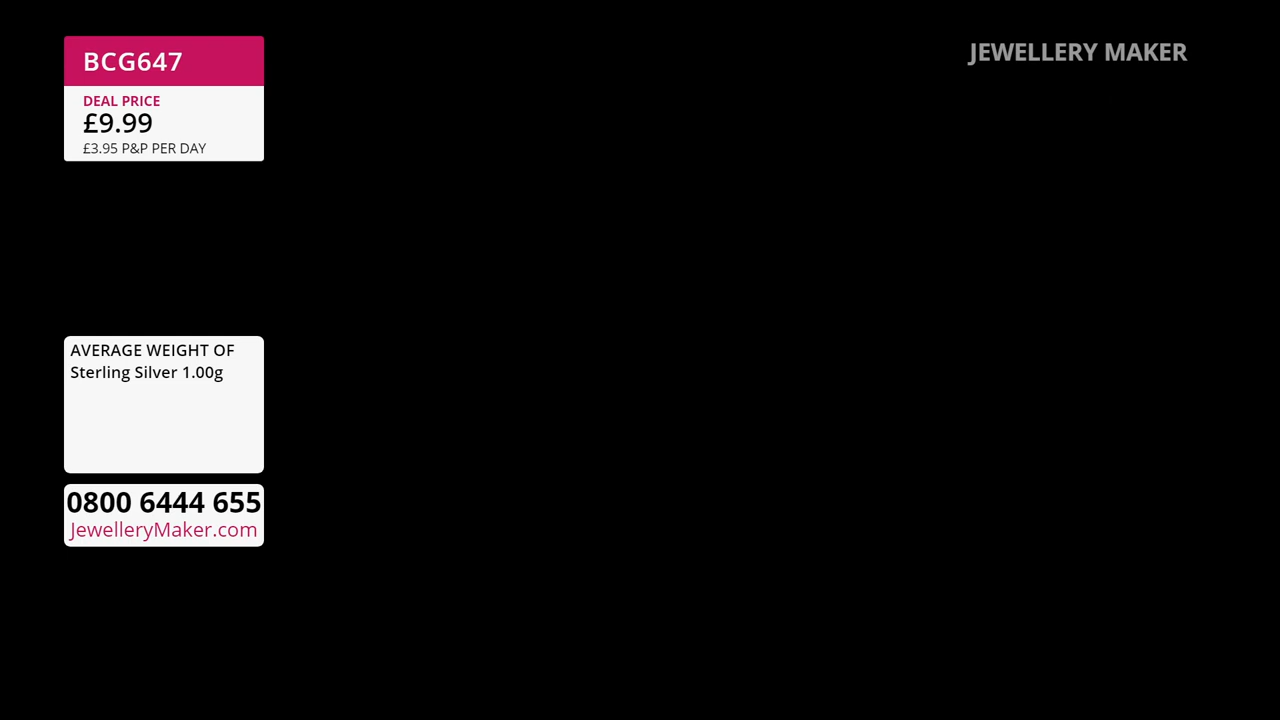 BCG647
DEAL PRICE
£9.99
£3.95 P&P PER DAY
JEWELLERY MAKER
AVERAGE WEIGHT OF
Sterling Silver 1.00g
0800 6444 655
JewelleryMaker.com